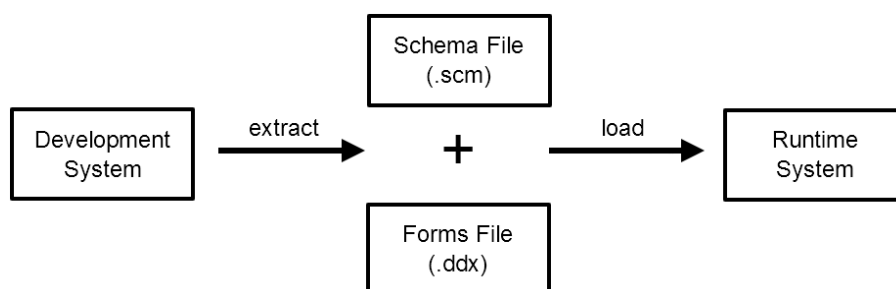 Development
System
extract
Schema File
(.scm)
+
Forms File
(.ddx)
load
Runtime
System